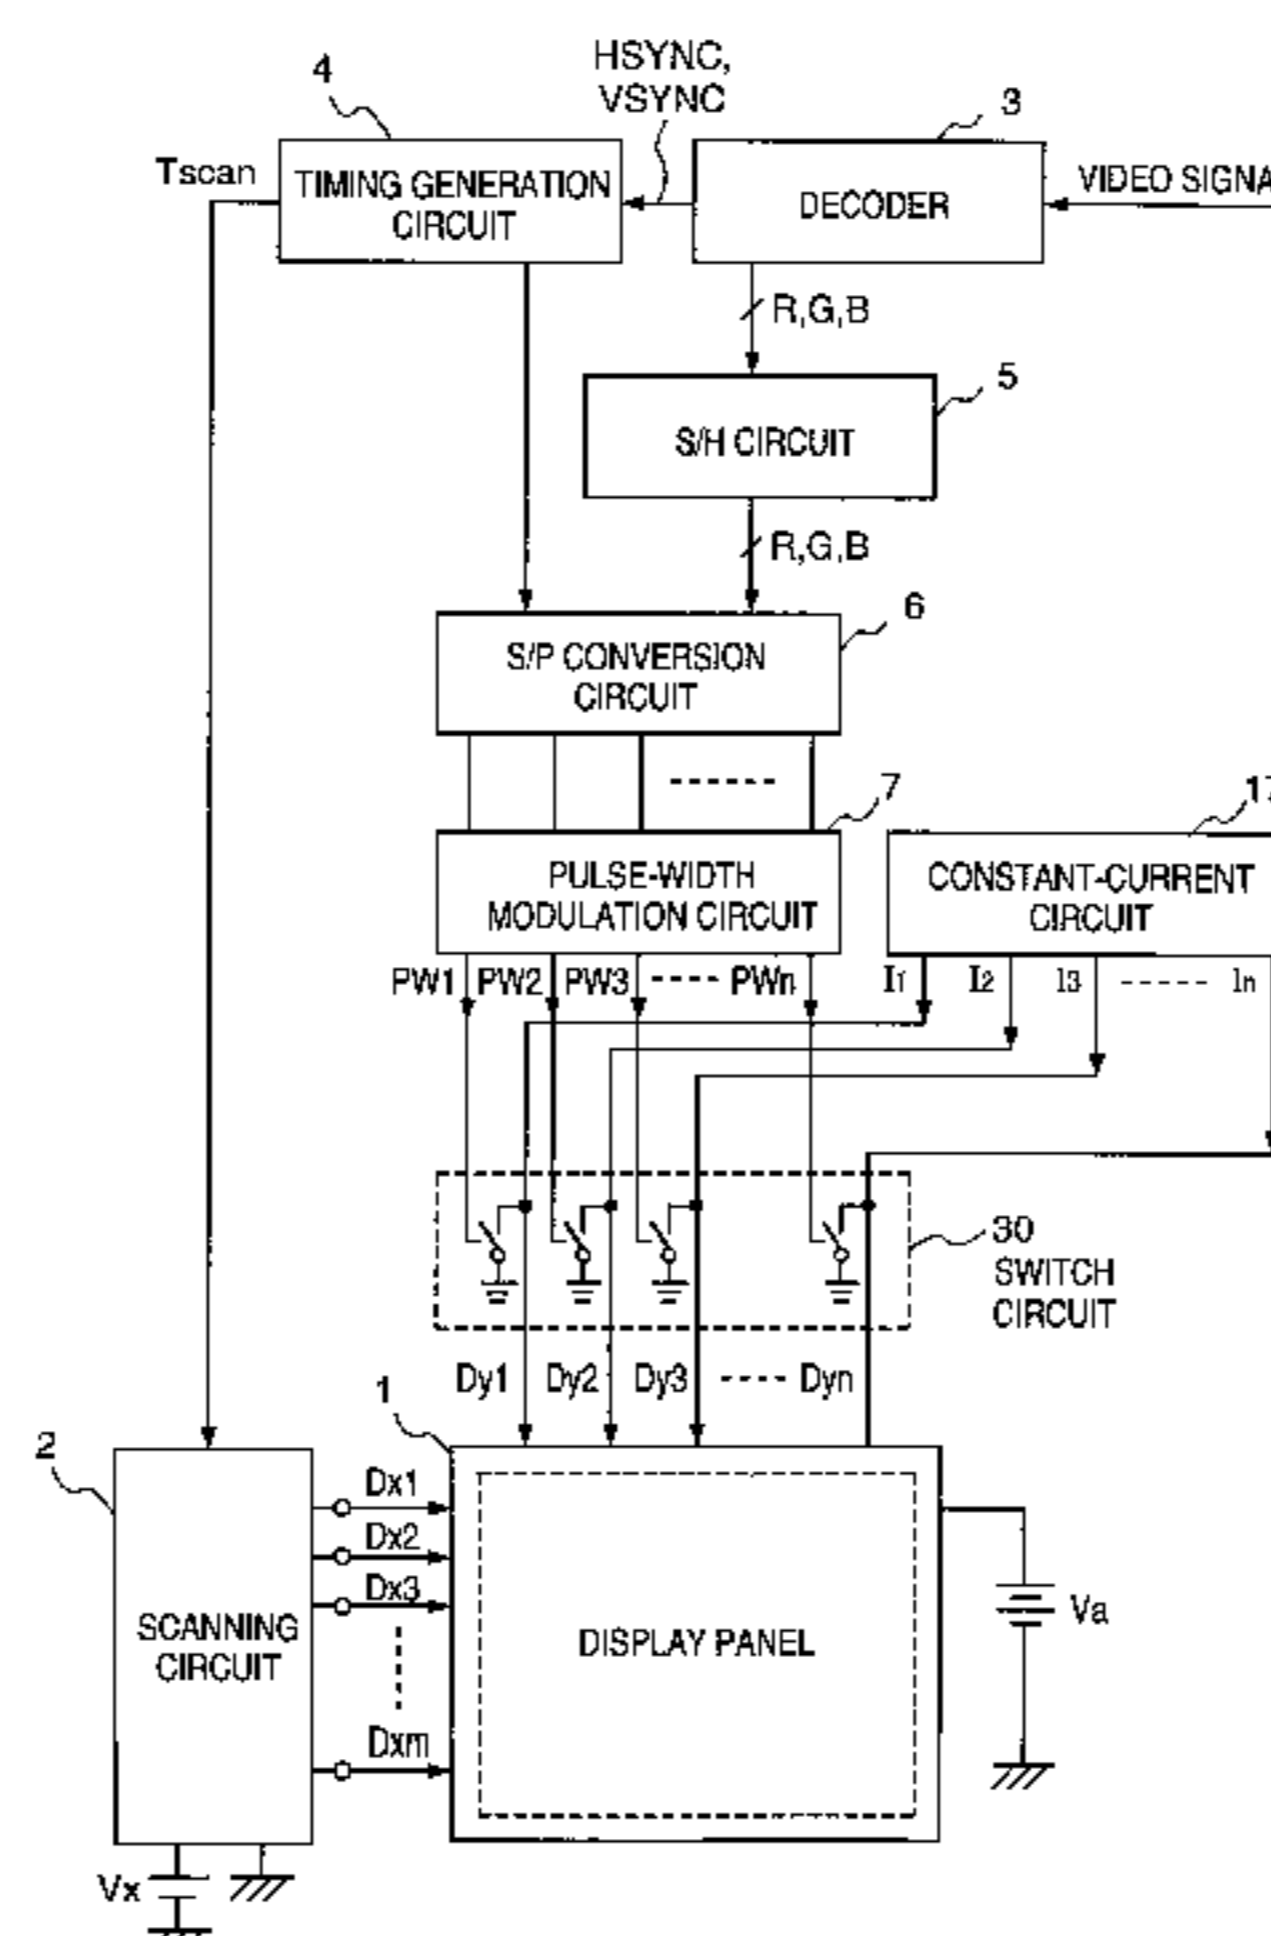 HSYNC,
VSYNC
4
3
Tscan
TIMING GENERATION
CIRCUIT
DECODER
R,G,B
5
S/H CIRCUIT
R,G,B
6
S/P CONVERSION
CIRCUIT
7
PULSE-WIDTH
MODULATION CIRCUIT
CONSTANT-CURRENT
CIRCUIT
PW1 PW2 PW3 ---- PWn
I1 I2 I3 ------ In
30
SWITCH
CIRCUIT
Dy1 Dy2 Dy3 ---- Dyn
1
2
Dx1
Dx2
Dx3
Dxm
SCANNING
CIRCUIT
DISPLAY PANEL
Va
Vx
VIDEO